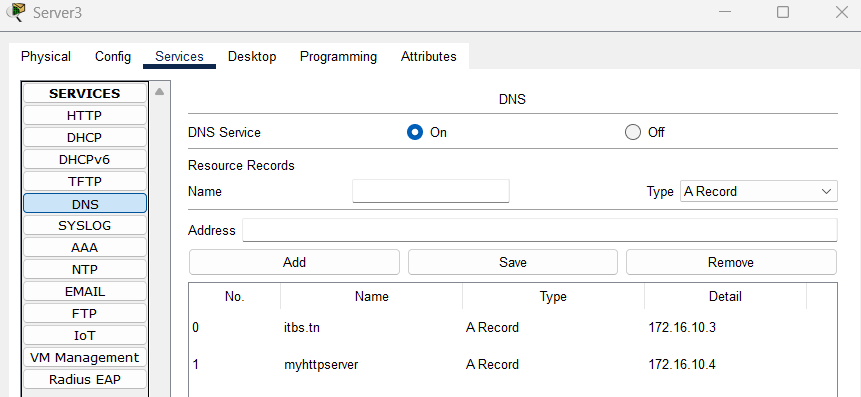 Server3
Physical Config Services Desktop Programming Attributes
SERVICES
HTTP
DHCP
DHCPv6
TFTP
DNS
SYSLOG
AAA
NTP
EMAIL
FTP
IoT
VM Management
Radius EAP
DNS
DNS Service On Off
Resource Records
Name Type A Record
Address
Add Save Remove
No. Name Type Detail
0 itbs.tn A Record 172.16.10.3
1 myhttpserver A Record 172.16.10.4